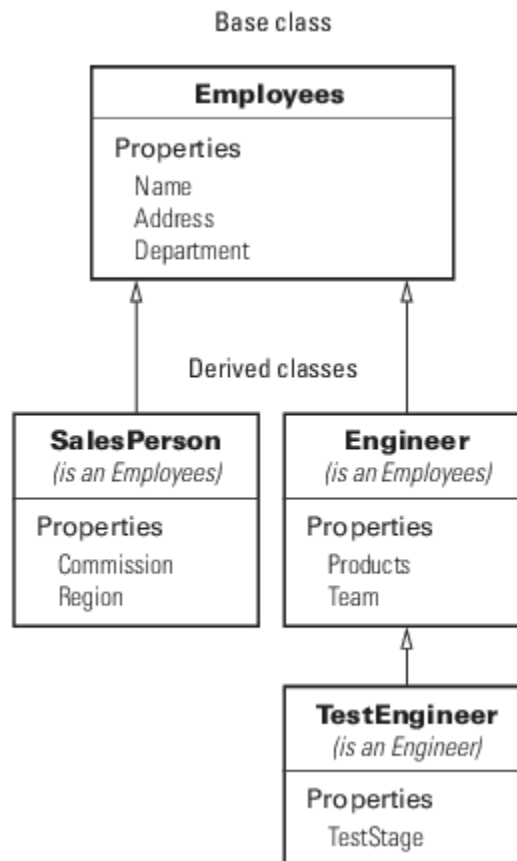 Base class
Employees
Properties
Name
Address
Department
Derived classes
SalesPerson
(is an Employees)
Properties
Commission
Region
Engineer
(is an Employees)
Properties
Products
Team
TestEngineer
(is an Engineer)
Properties
TestStage